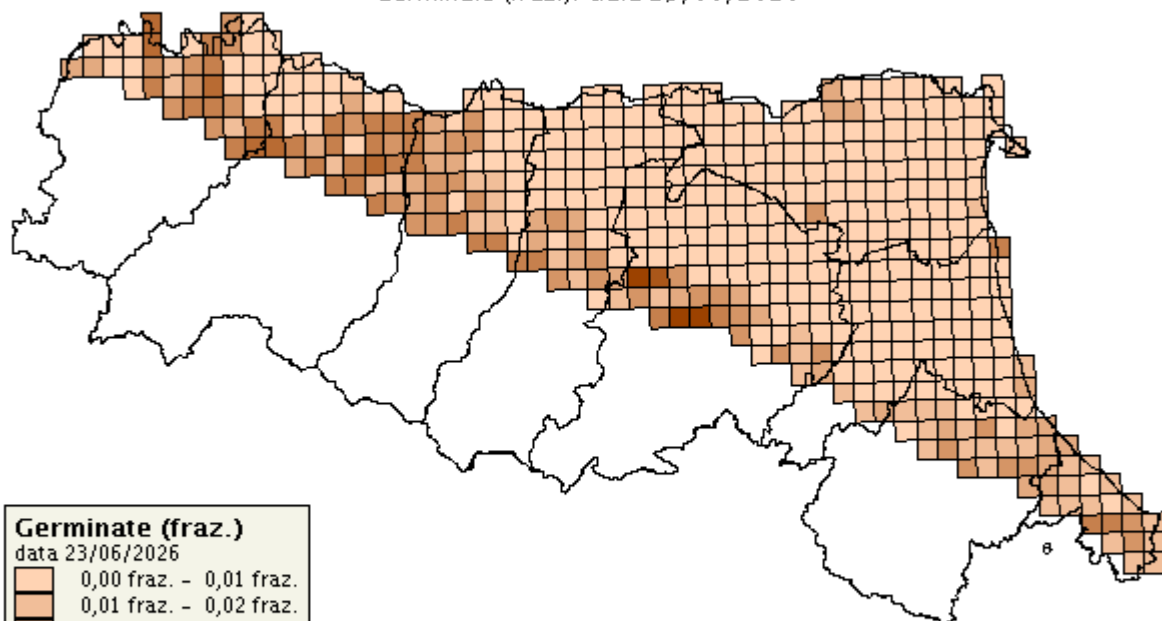 Germinate (fraz.)
data 23/06/2026
0,00 fraz. - 0,01 fraz.
0,01 fraz. - 0,02 fraz.